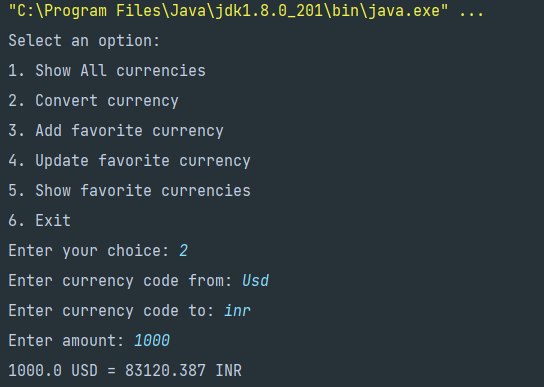 "C:\Program Files\Java\jdk1.8.0_201\bin\java.exe" ...
Select an option:
1. Show All currencies
2. Convert currency
3. Add favorite currency
4. Update favorite currency
5. Show favorite currencies
6. Exit
Enter your choice: 2
Enter currency code from: Usd
Enter currency code to: inr
Enter amount: 1000
1000.0 USD = 83120.387 INR